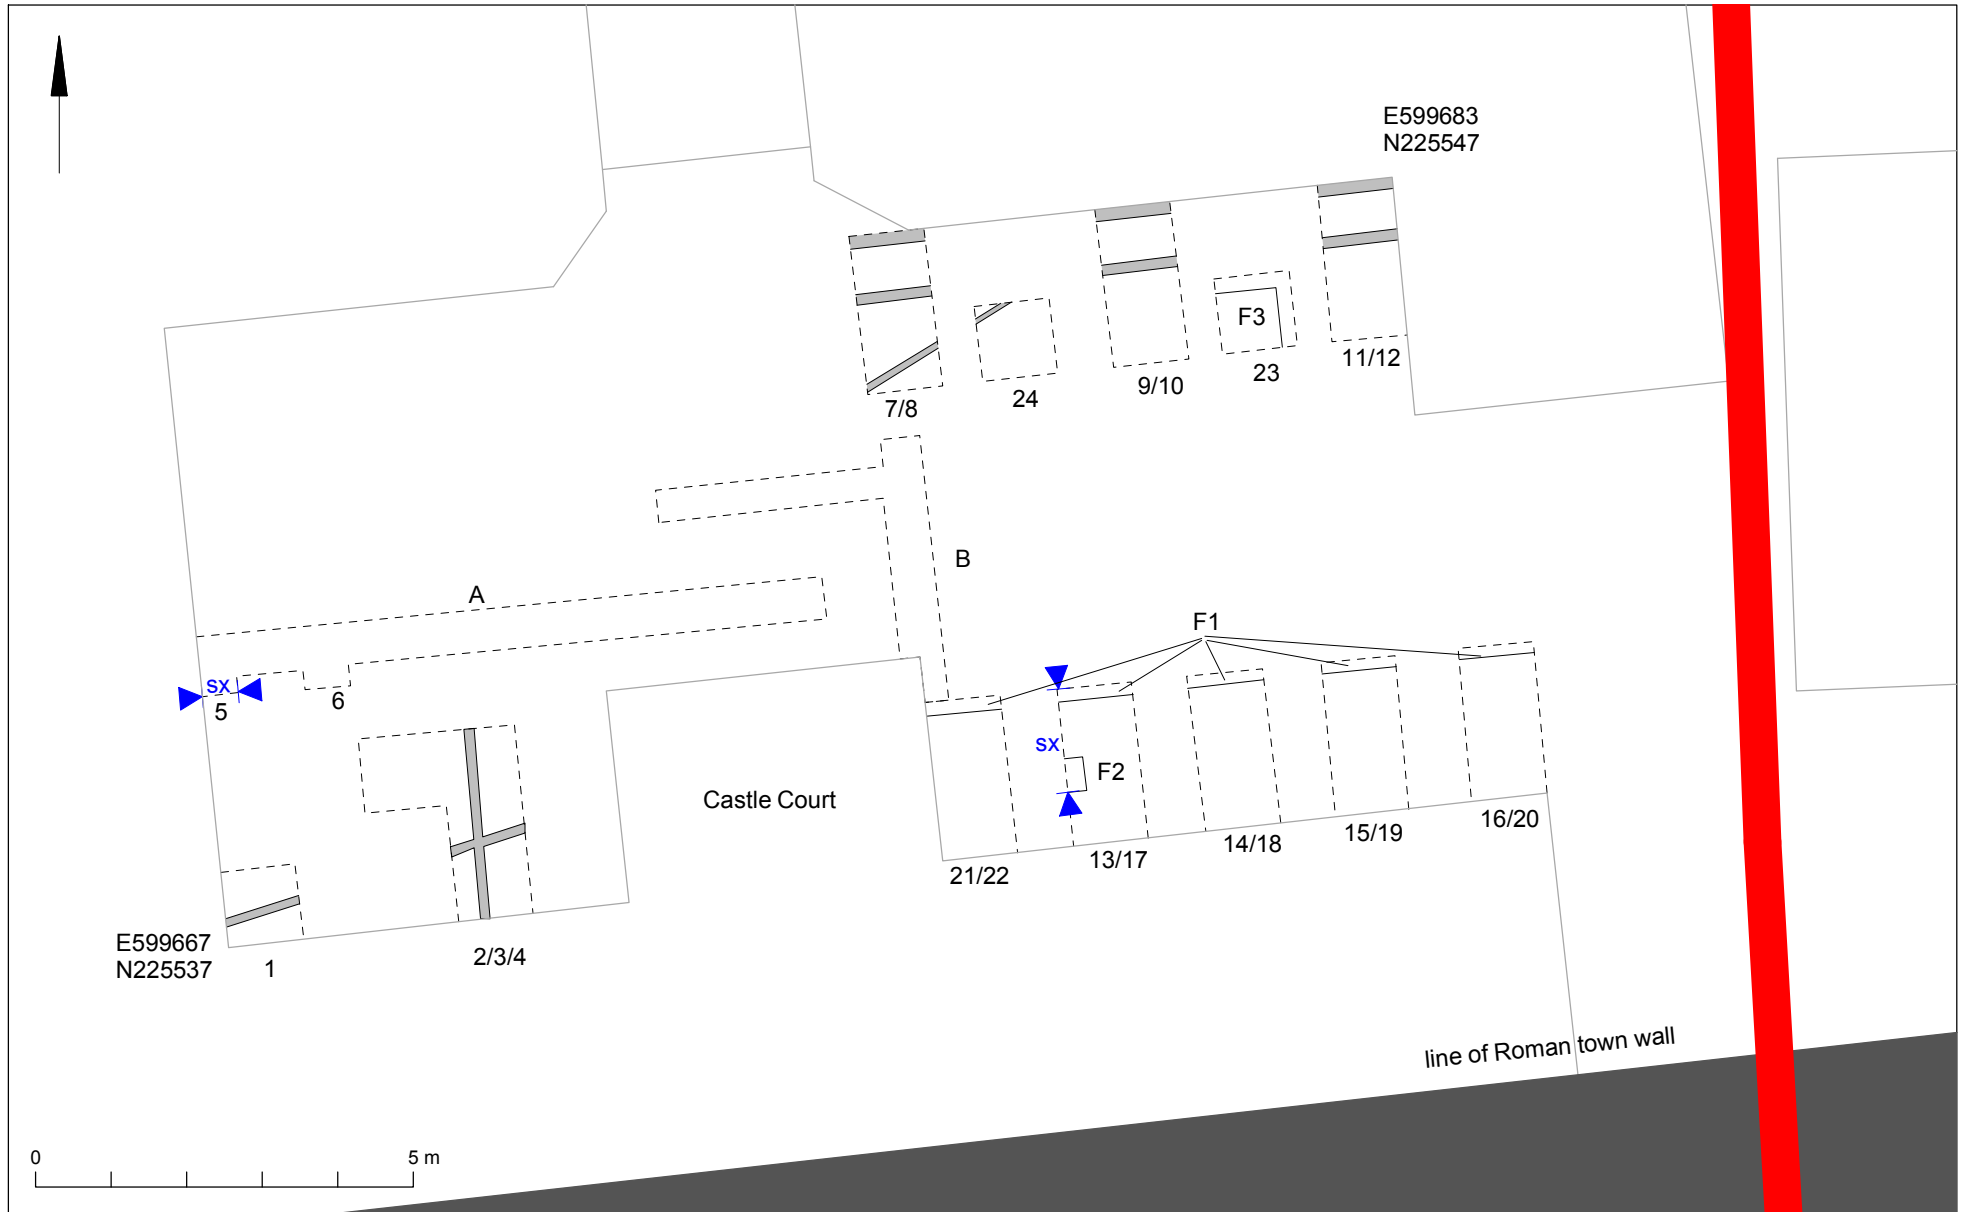 E599683
N225547
F3
11/12
23
9/10
24
7/8
B
A
F1
sx
5
6
sx
F2
Castle Court
16/20
15/19
14/18
13/17
21/22
E599667
N225537
1
2/3/4
line of Roman town wall
0
5 m